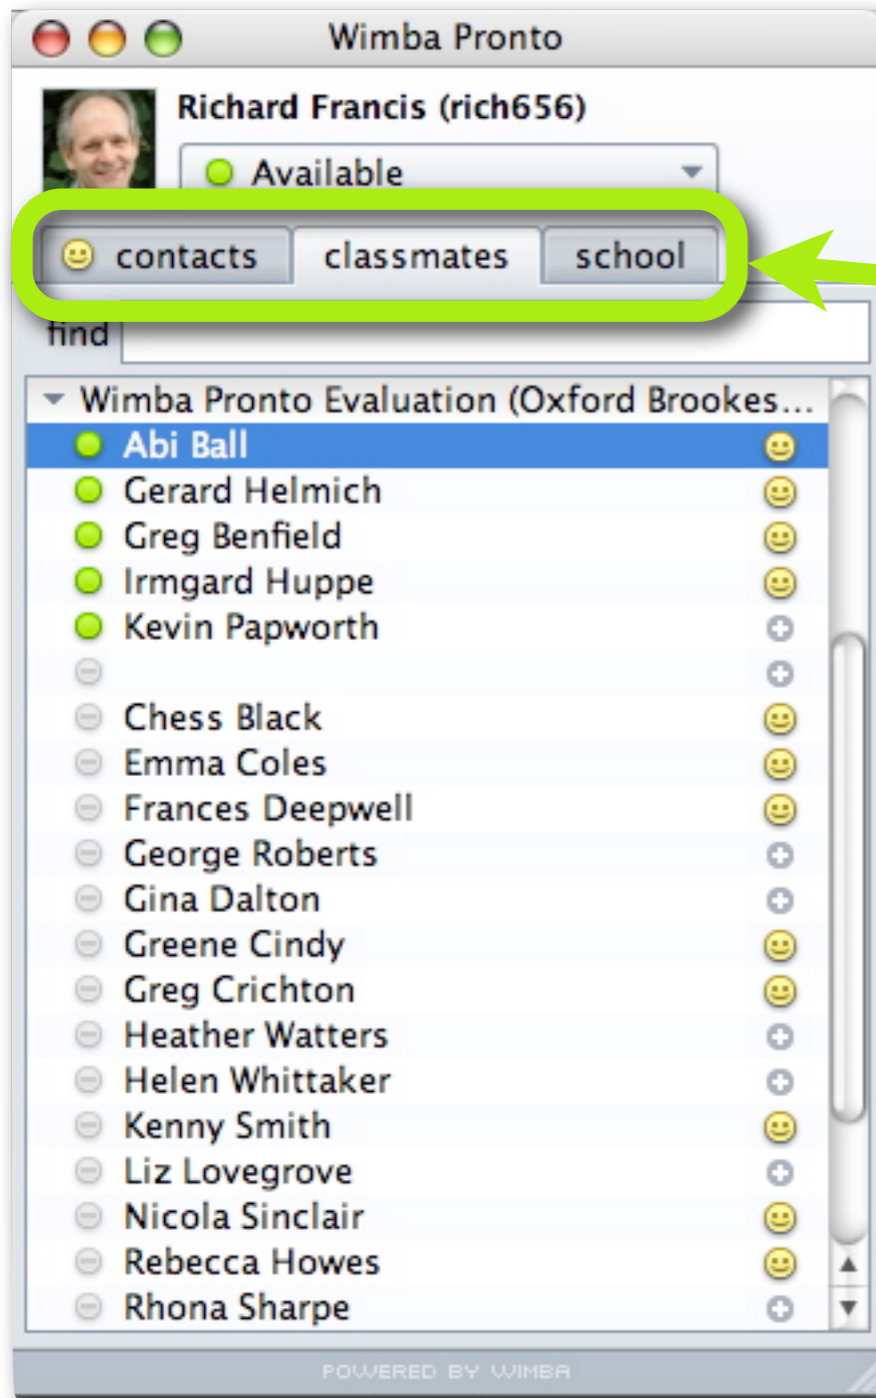 Wimba Pronto
Richard Francis (rich656)
Available
contacts classmates school
find
Wimba Pronto Evaluation (Oxford Brookes...
Abi Ball
Gerard Helmich
Greg Benfield
Irmgard Huppe
Kevin Papworth
Chess Black
Emma Coles
Frances Deepwell
George Roberts
Gina Dalton
Greene Cindy
Greg Crichton
Heather Watters
Helen Whittaker
Kenny Smith
Liz Lovegrove
Nicola Sinclair
Rebecca Howes
Rhona Sharpe
POWERED BY WIMBA